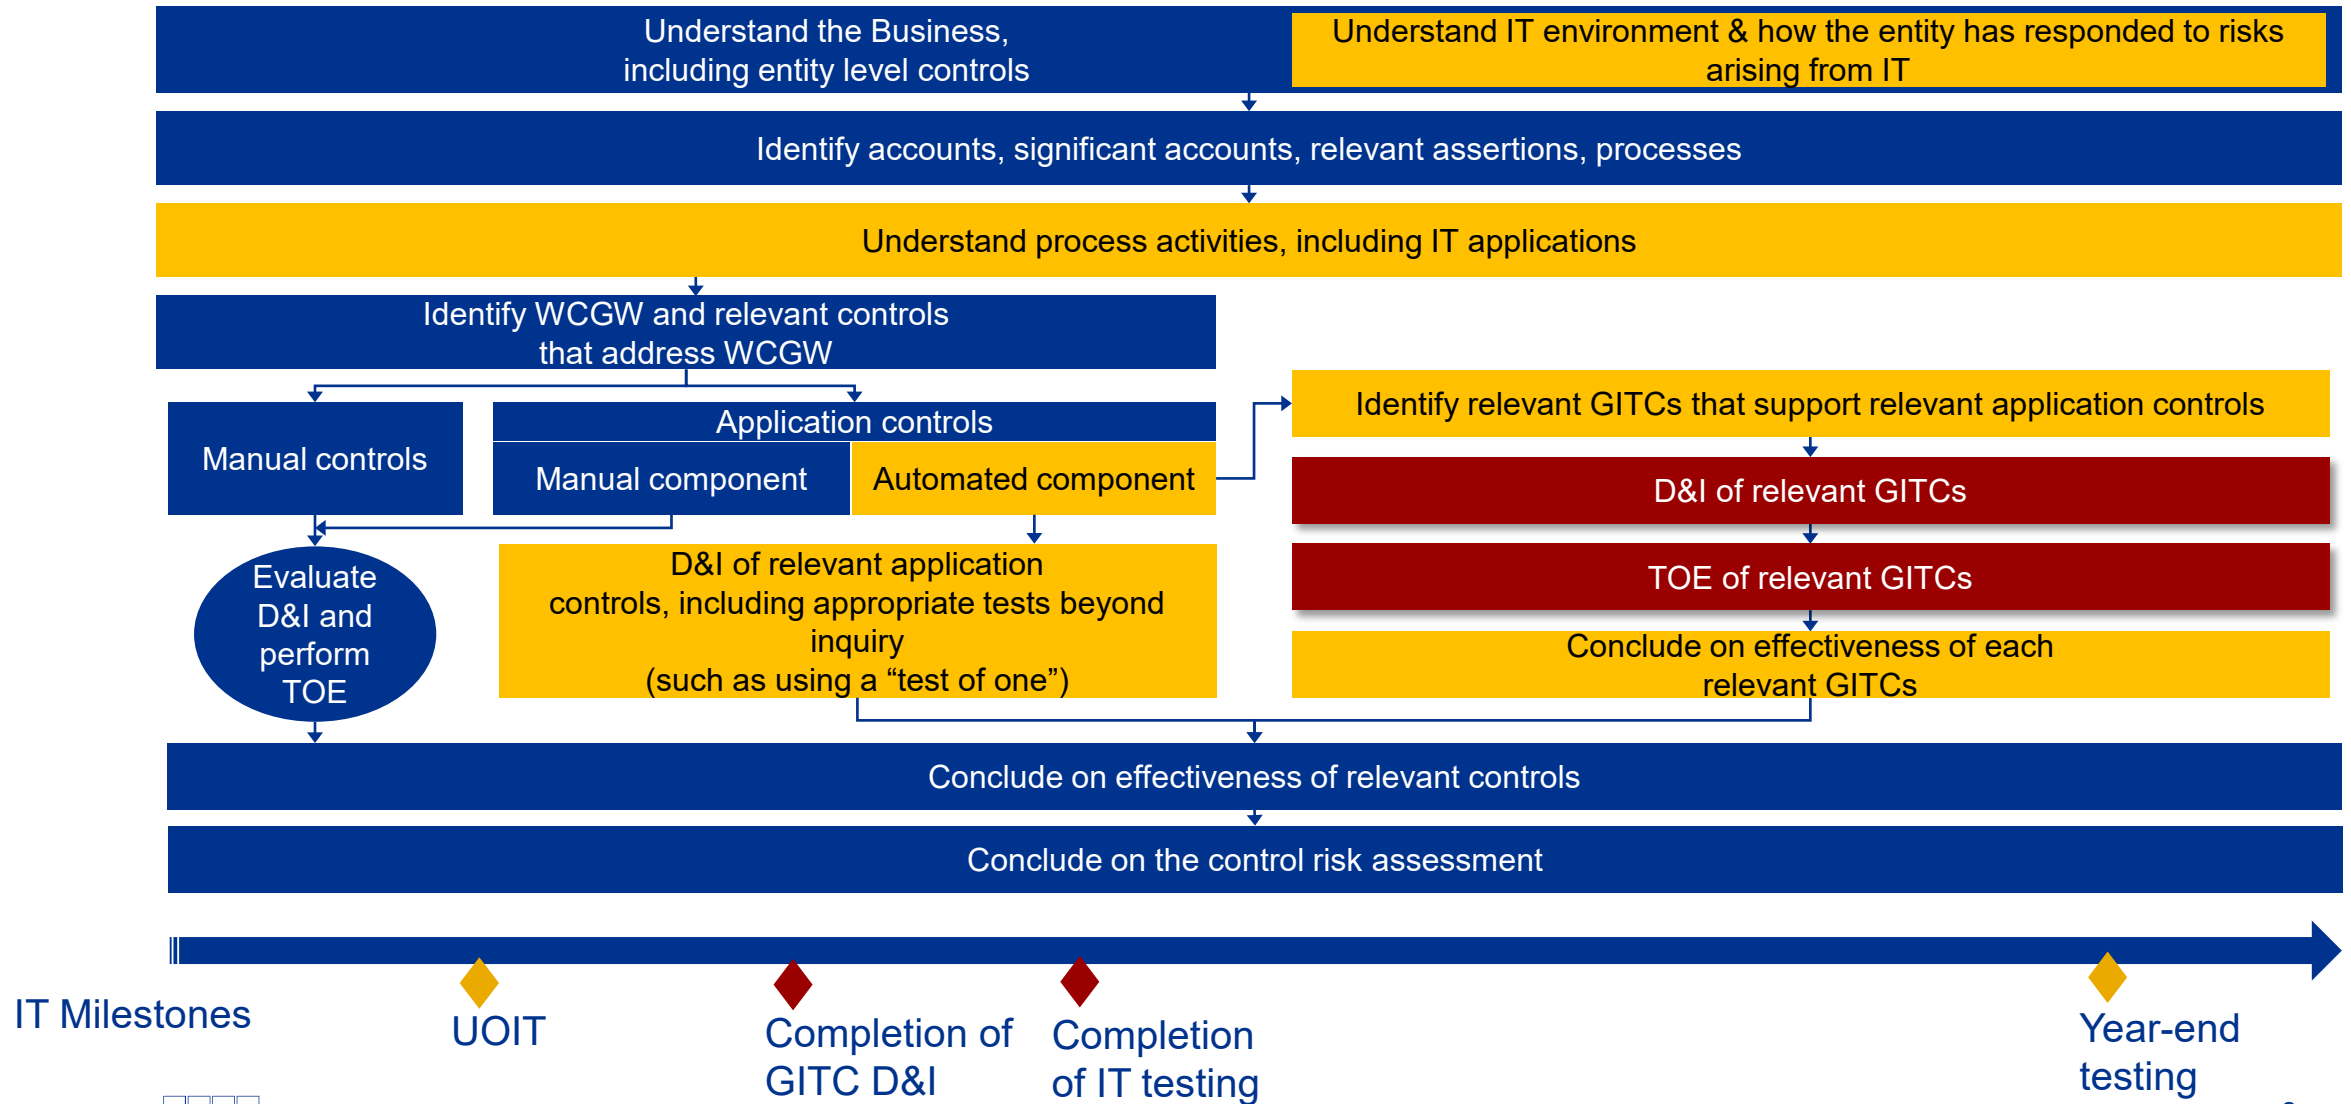 Understand the Business,
including entity level controls
Understand IT environment & how the entity has responded to risks
arising from IT
Identify accounts, significant accounts, relevant assertions, processes
Understand process activities, including IT applications
Identify WCGW and relevant controls
that address WCGW
Manual controls
Application controls
Manual component
Automated component
Identify relevant GITCs that support relevant application controls
D&I of relevant GITCs
TOE of relevant GITCs
Conclude on effectiveness of each
relevant GITCs
Evaluate
D&I and
perform
TOE
D&I of relevant application
controls, including appropriate tests beyond
inquiry
(such as using a “test of one”)
Conclude on effectiveness of relevant controls
Conclude on the control risk assessment
IT Milestones
UOIT
Completion of
GITC D&I
Completion
of IT testing
Year-end
testing